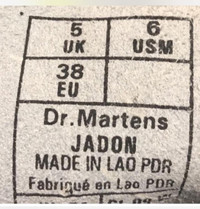 5 6
UK USM
38
EU
Dr.Martens
JADON
MADE IN LAO PDR
Fabriqué en Lao PDR